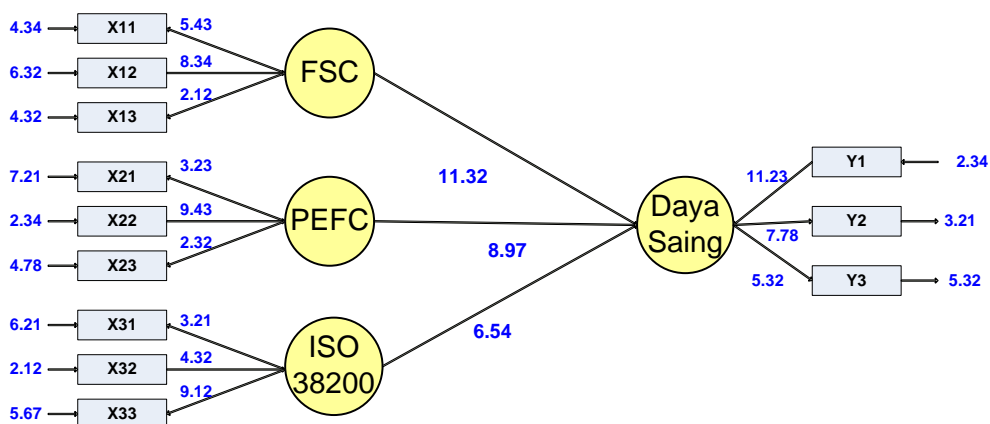 4.34 X11 5.43
6.32 X12 8.34
4.32 X13 2.12
FSC
7.21 X21 3.23
2.34 X22 9.43
4.78 X23 2.32
PEFC
6.21 X31 3.21
2.12 X32 4.32
5.67 X33 9.12
ISO
38200
11.32
8.97
6.54
Daya
Saing
11.23 Y1 2.34
7.78 Y2 3.21
5.32 Y3 5.32